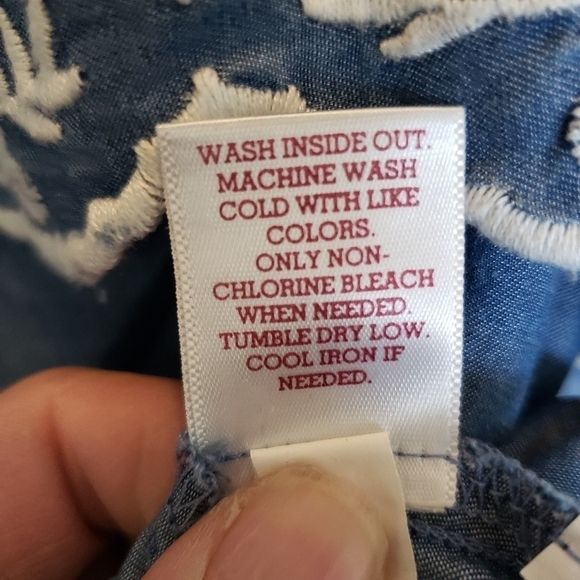 WASH INSIDE OUT.
MACHINE WASH
COLD WITH LIKE
COLORS.
ONLY NON-
CHLORINE BLEACH
WHEN NEEDED.
TUMBLE DRY LOW.
COOL IRON IF
NEEDED.